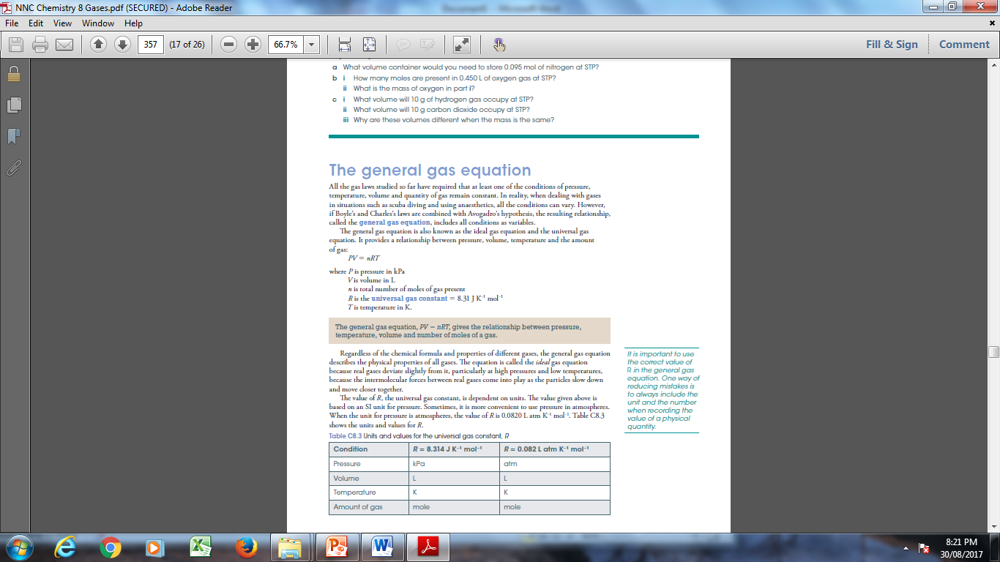 NNC Chemistry 8 Gases.pdf (SECURED) - Adobe Reader
File Edit View Window Help
357 (17 of 26) 66.7% Fill & Sign Comment
a What volume container would you need to store 0.095 mol of nitrogen at STP?
b i How many moles are present in 0.450 L of oxygen gas at STP?
ii What is the mass of oxygen in part i?
c i What volume will 10 g of hydrogen gas occupy at STP?
ii What volume will 10 g carbon dioxide occupy at STP?
iii Why are these volumes different when the mass is the same?
The general gas equation
All the gas laws studied so far have required that at least one of the conditions of pressure,
temperature, volume and quantity of gas remain constant. In reality, when dealing with gases
in situations such as scuba diving and using anaesthetics, all the conditions can vary. However,
if Boyle's and Charles's laws are combined with Avogadro's hypothesis, the resulting relationship,
called the general gas equation, includes all conditions as variables.
The general gas equation is also known as the ideal gas equation and the universal gas
equation. It provides a relationship between pressure, volume, temperature and the amount
of gas:
PV = nRT
where P is pressure in kPa
V is volume in L
n is total number of moles of gas present
R is the universal gas constant = 8.31 J K⁻¹ mol⁻¹
T is temperature in K.
The general gas equation, PV = nRT, gives the relationship between pressure,
temperature, volume and number of moles of a gas.
Regardless of the chemical formula and properties of different gases, the general gas equation
describes the physical properties of all gases. The equation is called the ideal gas equation
because real gases deviate slightly from it, particularly at high pressures and low temperatures,
because the intermolecular forces between real gases come into play as the particles slow down
and move closer together.
The value of R, the universal gas constant, is dependent on units. The value given above is
based on an SI unit for pressure. Sometimes, it is more convenient to use pressure in atmospheres.
When the unit for pressure is atmospheres, the value of R is 0.0820 L atm K⁻¹ mol⁻¹. Table C8.3
shows the units and values for R.
It is important to use
the correct value of
R in the general gas
equation. One way of
reducing mistakes is
to always include the
unit and the number
when recording the
value of a physical
quantity.
Table C8.3 Units and values for the universal gas constant, R
Condition R = 8.314 J K⁻¹ mol⁻¹ R = 0.082 L atm K⁻¹ mol⁻¹
Pressure kPa atm
Volume L L
Temperature K K
Amount of gas mole mole
8:21 PM
30/08/2017